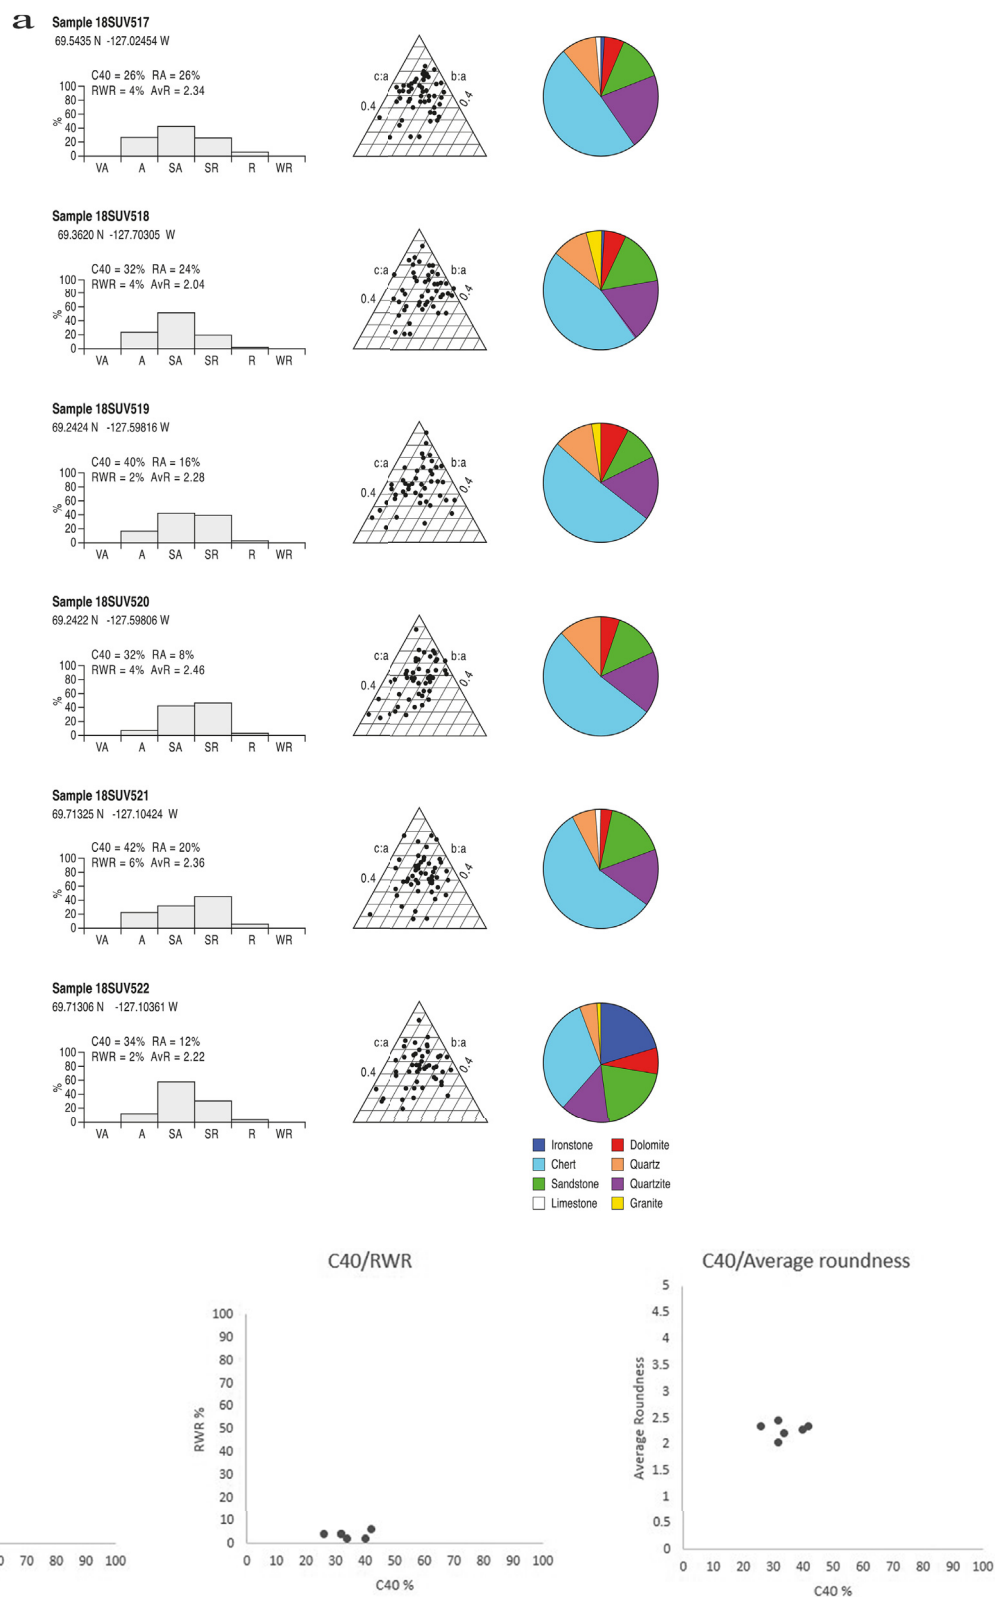 a
Sample 18SUV517
69.5435 N -127.02454 W
C40 = 26% RA = 26%
RWR = 4% AvR = 2.34
100
80
60
40
20
0
%
VA A SA SR R WR
c:a b:a
0.4 0.4
Sample 18SUV518
69.3620 N -127.70305 W
C40 = 32% RA = 24%
RWR = 4% AvR = 2.04
100
80
60
40
20
0
%
VA A SA SR R WR
c:a b:a
0.4 0.4
Sample 18SUV519
69.2424 N -127.59816 W
C40 = 40% RA = 16%
RWR = 2% AvR = 2.28
100
80
60
40
20
0
%
VA A SA SR R WR
c:a b:a
0.4 0.4
Sample 18SUV520
69.2422 N -127.59806 W
C40 = 32% RA = 8%
RWR = 4% AvR = 2.46
100
80
60
40
20
0
%
VA A SA SR R WR
c:a b:a
0.4 0.4
Sample 18SUV521
69.71325 N -127.10424 W
C40 = 42% RA = 20%
RWR = 6% AvR = 2.36
100
80
60
40
20
0
%
VA A SA SR R WR
c:a b:a
0.4 0.4
Sample 18SUV522
69.71306 N -127.10361 W
C40 = 34% RA = 12%
RWR = 2% AvR = 2.22
100
80
60
40
20
0
%
VA A SA SR R WR
c:a b:a
0.4 0.4
Ironstone Dolomite
Chert Quartz
Sandstone Quartzite
Limestone Granite
70 80 90 100
C40/RWR
100
90
80
70
60
50
40
30
20
10
0
RWR %
0 10 20 30 40 50 60 70 80 90 100
C40 %
C40/Average roundness
5
4.5
4
3.5
3
2.5
2
1.5
1
0.5
0
Average Roundness
0 10 20 30 40 50 60 70 80 90 100
C40 %